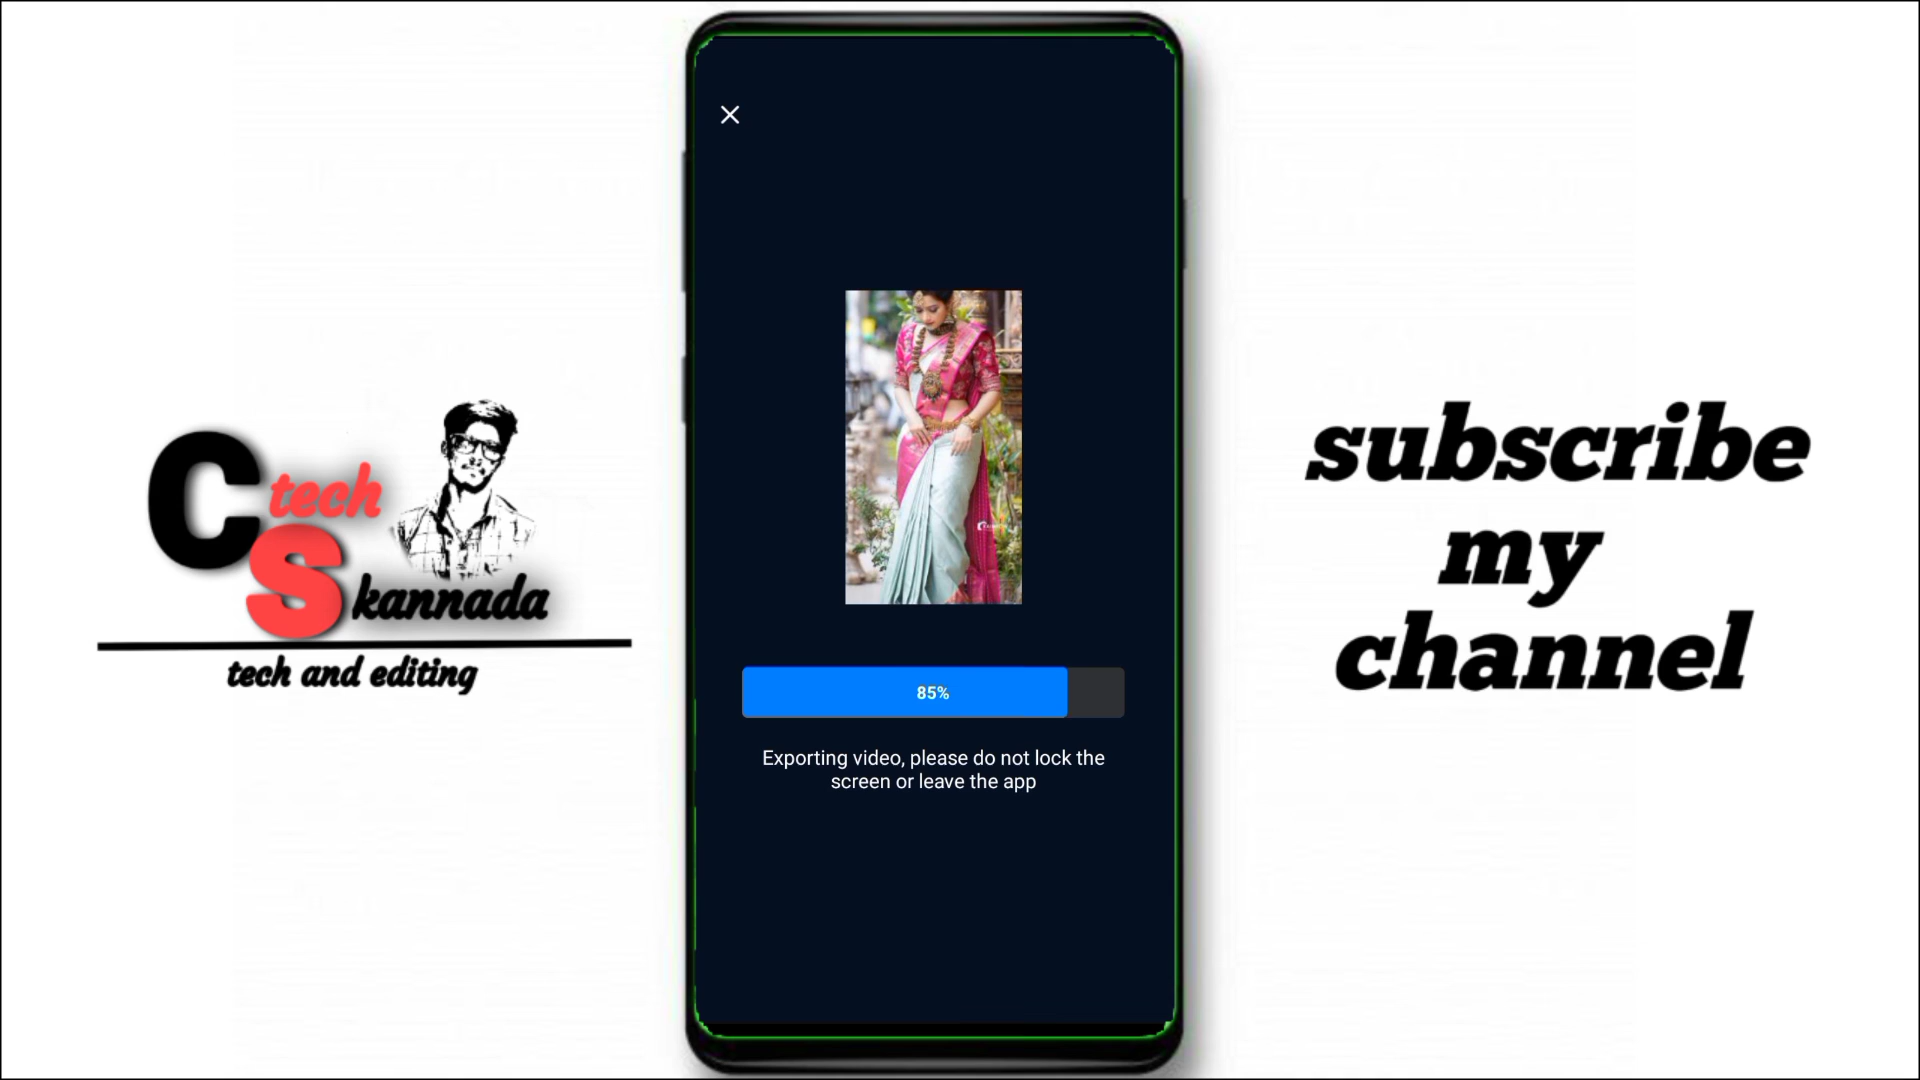 C tech
S kannada
tech and editing
85%
Exporting video, please do not lock the
screen or leave the app
subscribe
my
channel